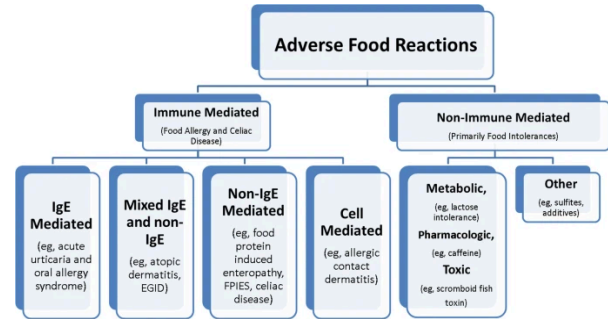 Adverse Food Reactions
Immune Mediated
(Food Allergy and Celiac
Disease)
Non-Immune Mediated
(Primarily Food Intolerances)
IgE
Mediated
(eg, acute
urticaria and
oral allergy
syndrome)
Mixed IgE
and non-
IgE
(eg, atopic
dermatitis,
EGID)
Non-IgE
Mediated
(eg, food
protein
induced
enteropathy,
FPIES, celiac
disease)
Cell
Mediated
(eg, allergic
contact
dermatitis)
Metabolic,
(eg, lactose
intolerance)
Pharmacologic,
(eg, caffeine)
Toxic
(eg, scromboid fish
toxin)
Other
(eg, sulfites,
additives)